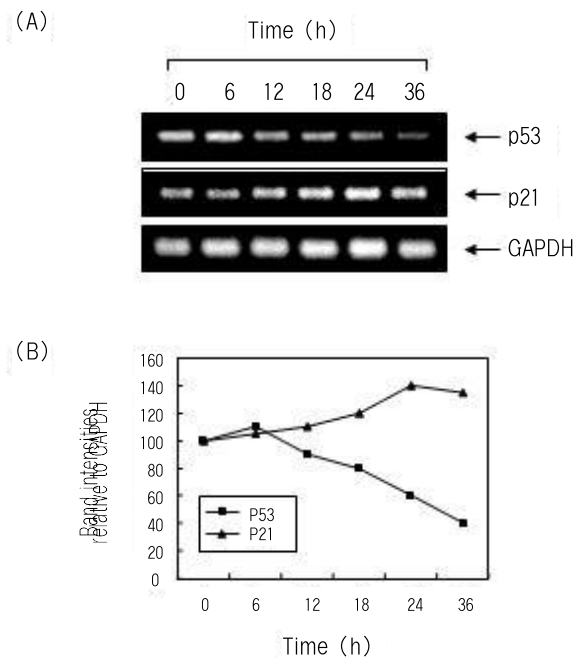 (A)
Time (h)
0 6 12 18 24 36
p53
p21
GAPDH
(B)
Band intensities
relative to GAPDH
160
140
120
100
80
60
40
20
0
P53
P21
0 6 12 18 24 36
Time (h)